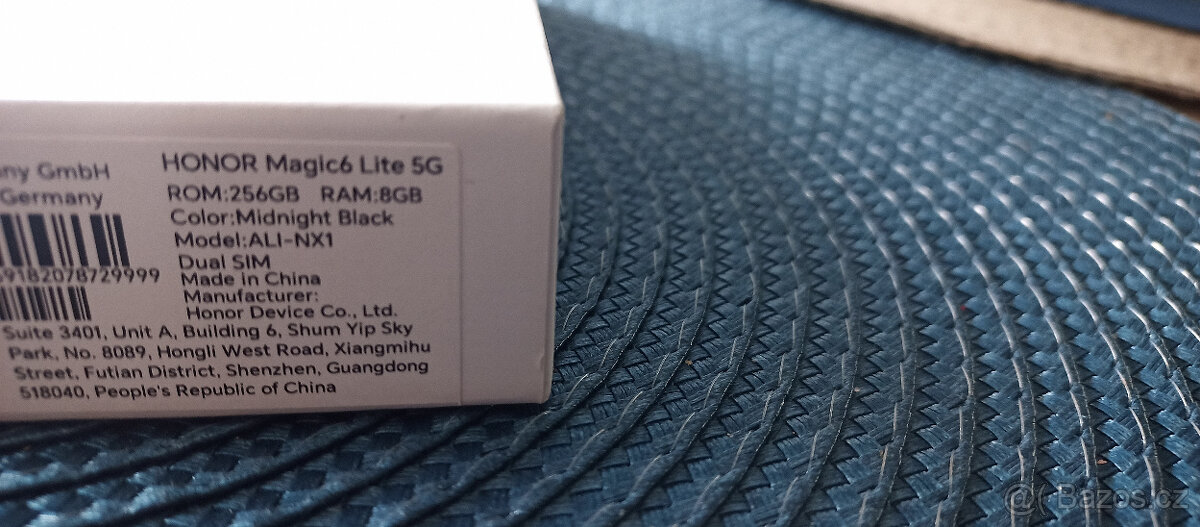 GmbH
Germany
HONOR Magic6 Lite 5G
ROM:256GB RAM:8GB
Color:Midnight Black
Model:ALI-NX1
Dual SIM
Made in China
Manufacturer:
Honor Device Co., Ltd.
Suite 3401, Unit A, Building 6, Shum Yip Sky
Park, No. 8089, Hongli West Road, Xiangmihu
Street, Futian District, Shenzhen, Guangdong
518040, People's Republic of China
Bazos.cz